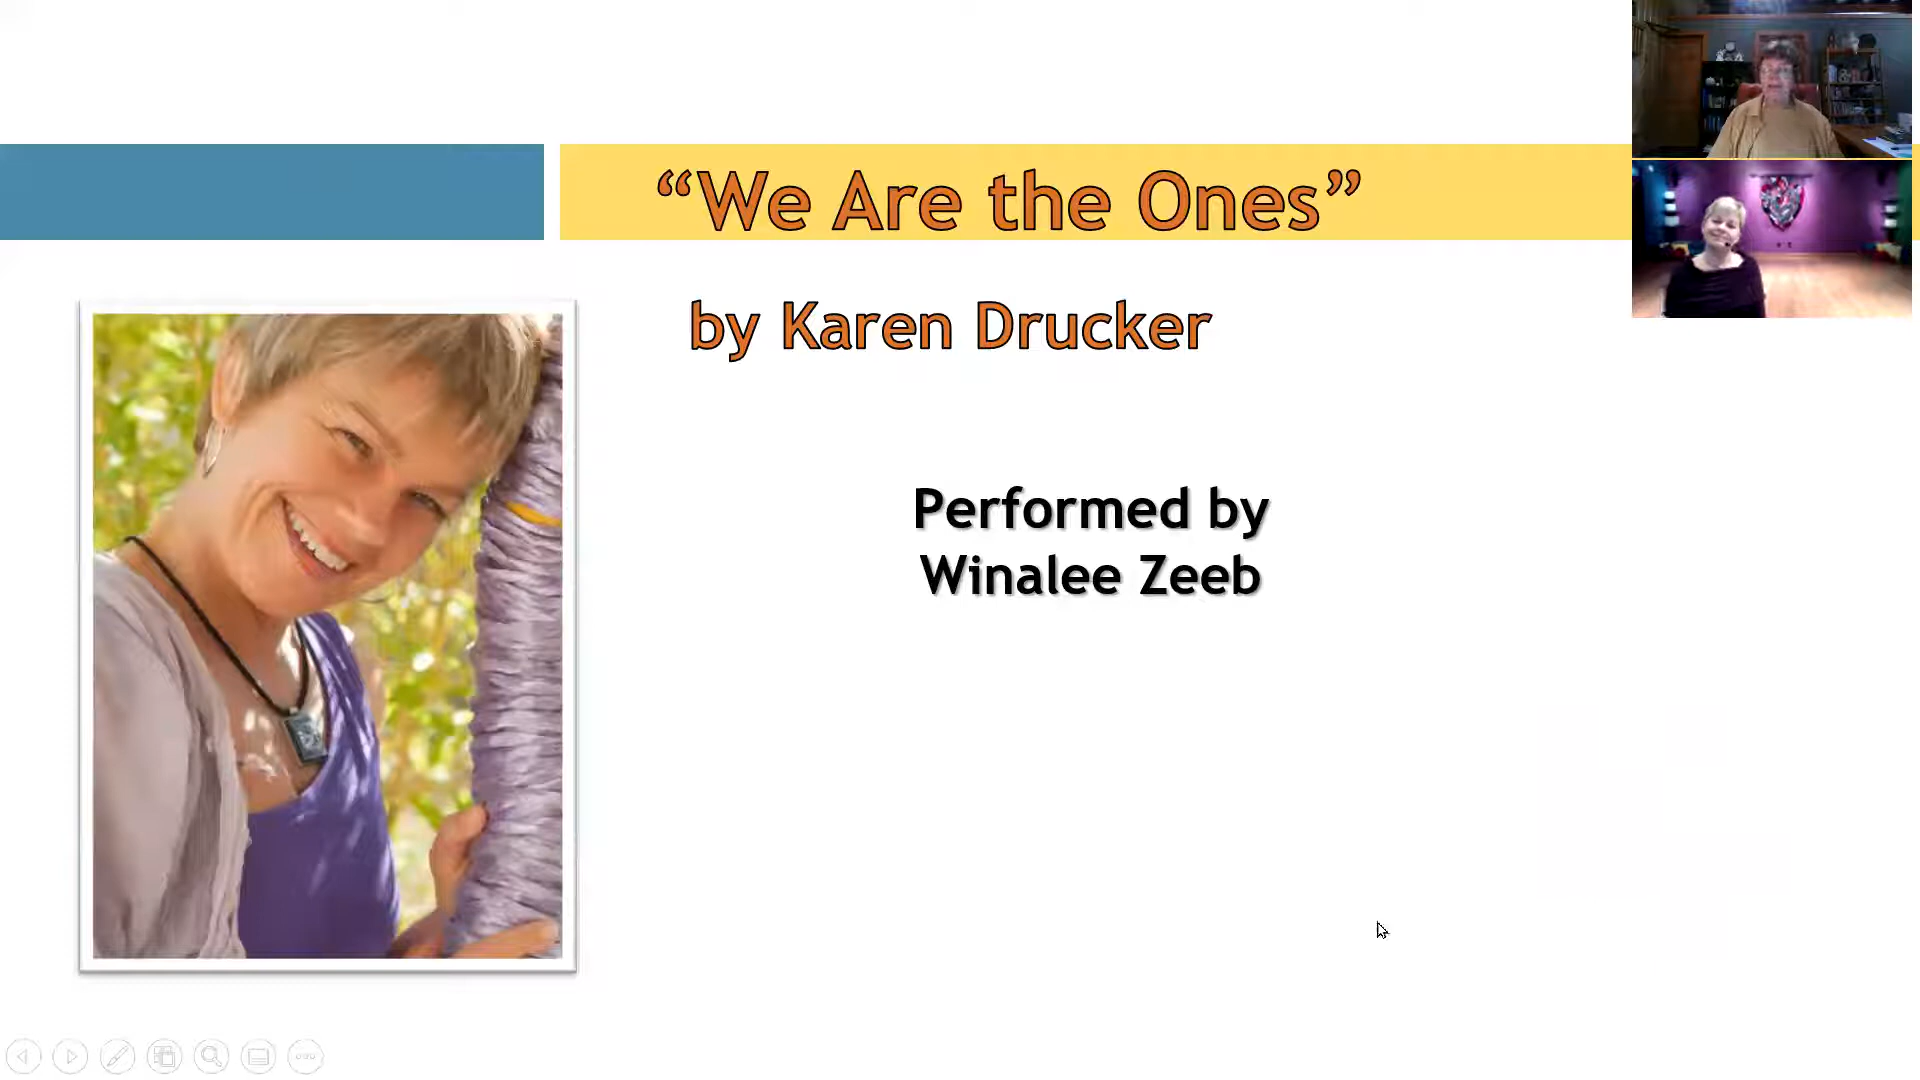 “We Are the Ones”
by Karen Drucker
Performed by
Winalee Zeeb